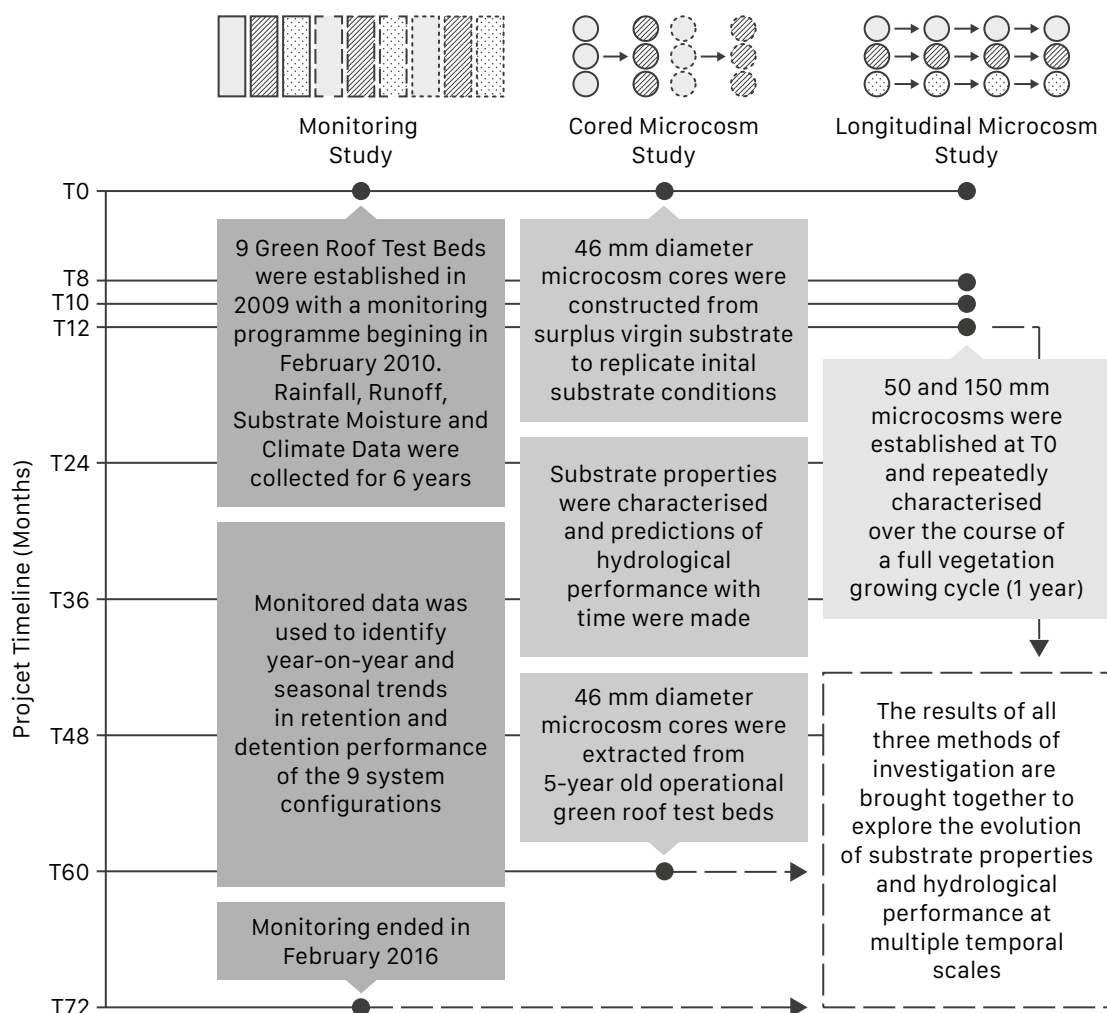 Monitoring
Study
Cored Microcosm
Study
Longitudinal Microcosm
Study
Projcet Timeline (Months)
T0
T8
T10
T12
T24
T36
T48
T60
T72
9 Green Roof Test Beds
were established in
2009 with a monitoring
programme begining in
February 2010.
Rainfall, Runoff,
Substrate Moisture and
Climate Data were
collected for 6 years
Monitored data was
used to identify
year-on-year and
seasonal trends
in retention and
detention performance
of the 9 system
configurations
Monitoring ended in
February 2016
46 mm diameter
microcosm cores were
constructed from
surplus virgin substrate
to replicate inital
substrate conditions
Substrate properties
were characterised
and predictions of
hydrological
performance with
time were made
46 mm diameter
microcosm cores were
extracted from
5-year old operational
green roof test beds
50 and 150 mm
microcosms were
established at T0
and repeatedly
characterised
over the course of
a full vegetation
growing cycle (1 year)
The results of all
three methods of
investigation are
brought together to
explore the evolution
of substrate properties
and hydrological
performance at
multiple temporal
scales